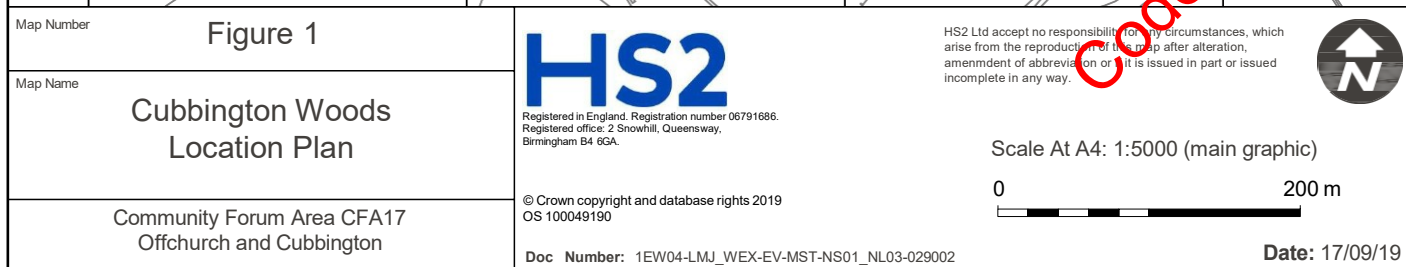 Map Number
Figure 1
Map Name
Cubbington Woods
Location Plan
Community Forum Area CFA17
Offchurch and Cubbington
HS2
Registered in England. Registration number 06791686.
Registered office: 2 Snowhill, Queensway,
Birmingham B4 6GA.
© Crown copyright and database rights 2019
OS 100049190
Doc Number: 1EW04-LMJ_WEX-EV-MST-NS01_NL03-029002
HS2 Ltd accept no responsibility for any circumstances, which
arise from the reproduction of this map after alteration,
amenmdent of abbreviation or it is issued in part or issued
incomplete in any way.
Cod
N
Scale At A4: 1:5000 (main graphic)
0 200 m
Date: 17/09/19